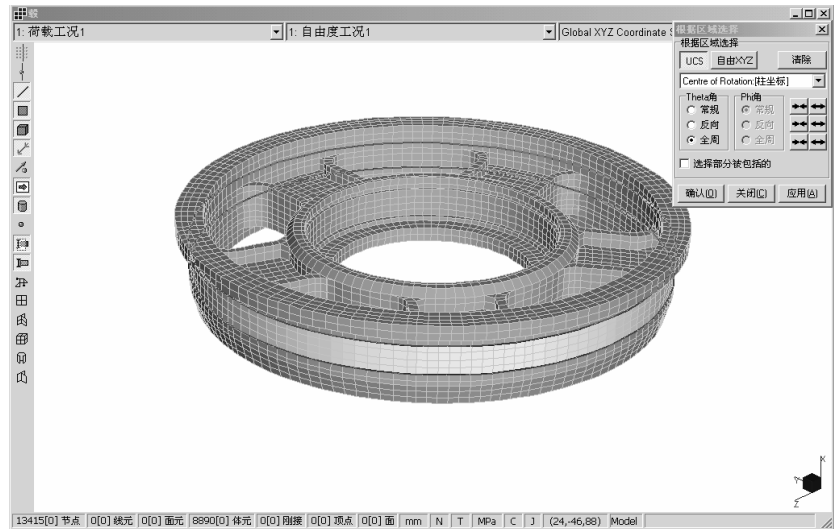 毂
1: 荷载工况1
1: 自由度工况1
Global XYZ Coordinate S
根据区域选择
根据区域选择
UCS 自由XYZ 清除
Centre of Rotation:[柱坐标]
Theta角 Phi角
常规 常规
反向 反向
全周 全周
选择部分被包括的
确认(O) 关闭(C) 应用(A)
X
Y
Z
13415[0] 节点 0[0] 线元 0[0] 面元 8890[0] 体元 0[0] 刚接 0[0] 顶点 0[0] 面 mm N T MPa C J (24,-46,88) Model